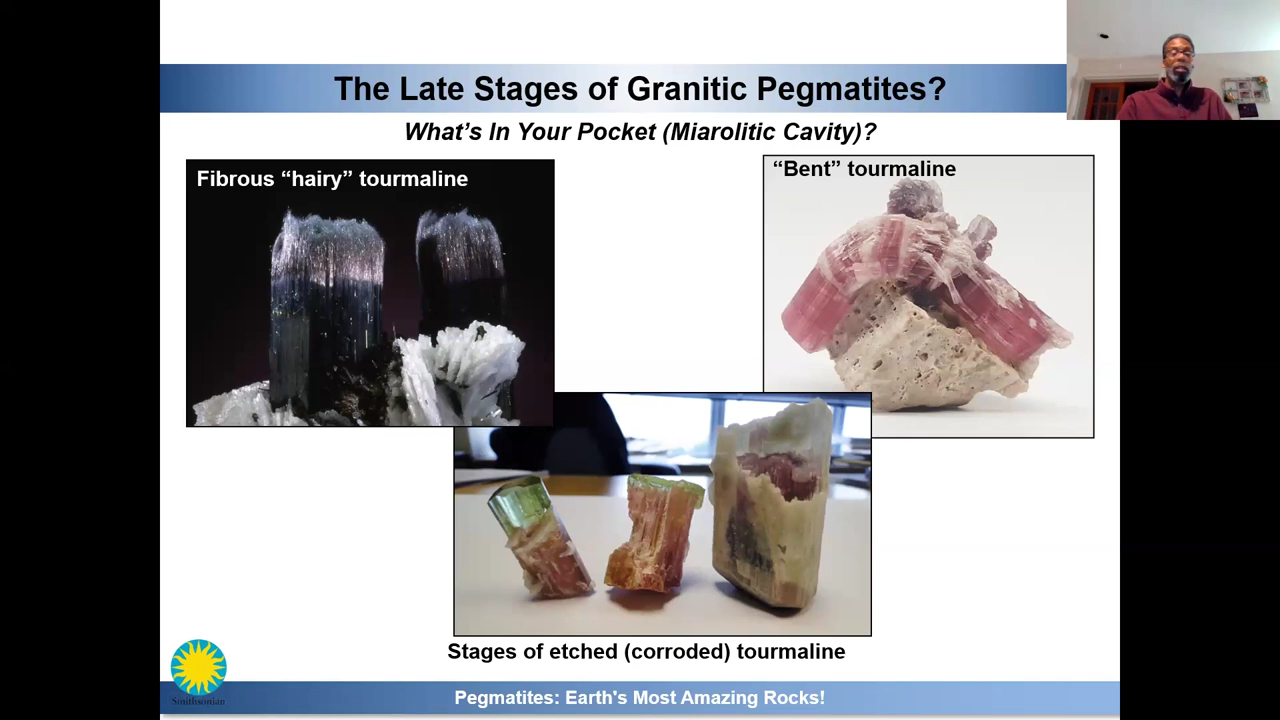 The Late Stages of Granitic Pegmatites?
What's In Your Pocket (Miarolitic Cavity)?
Fibrous “hairy” tourmaline
“Bent” tourmaline
Stages of etched (corroded) tourmaline
Smithsonian
Pegmatites: Earth's Most Amazing Rocks!